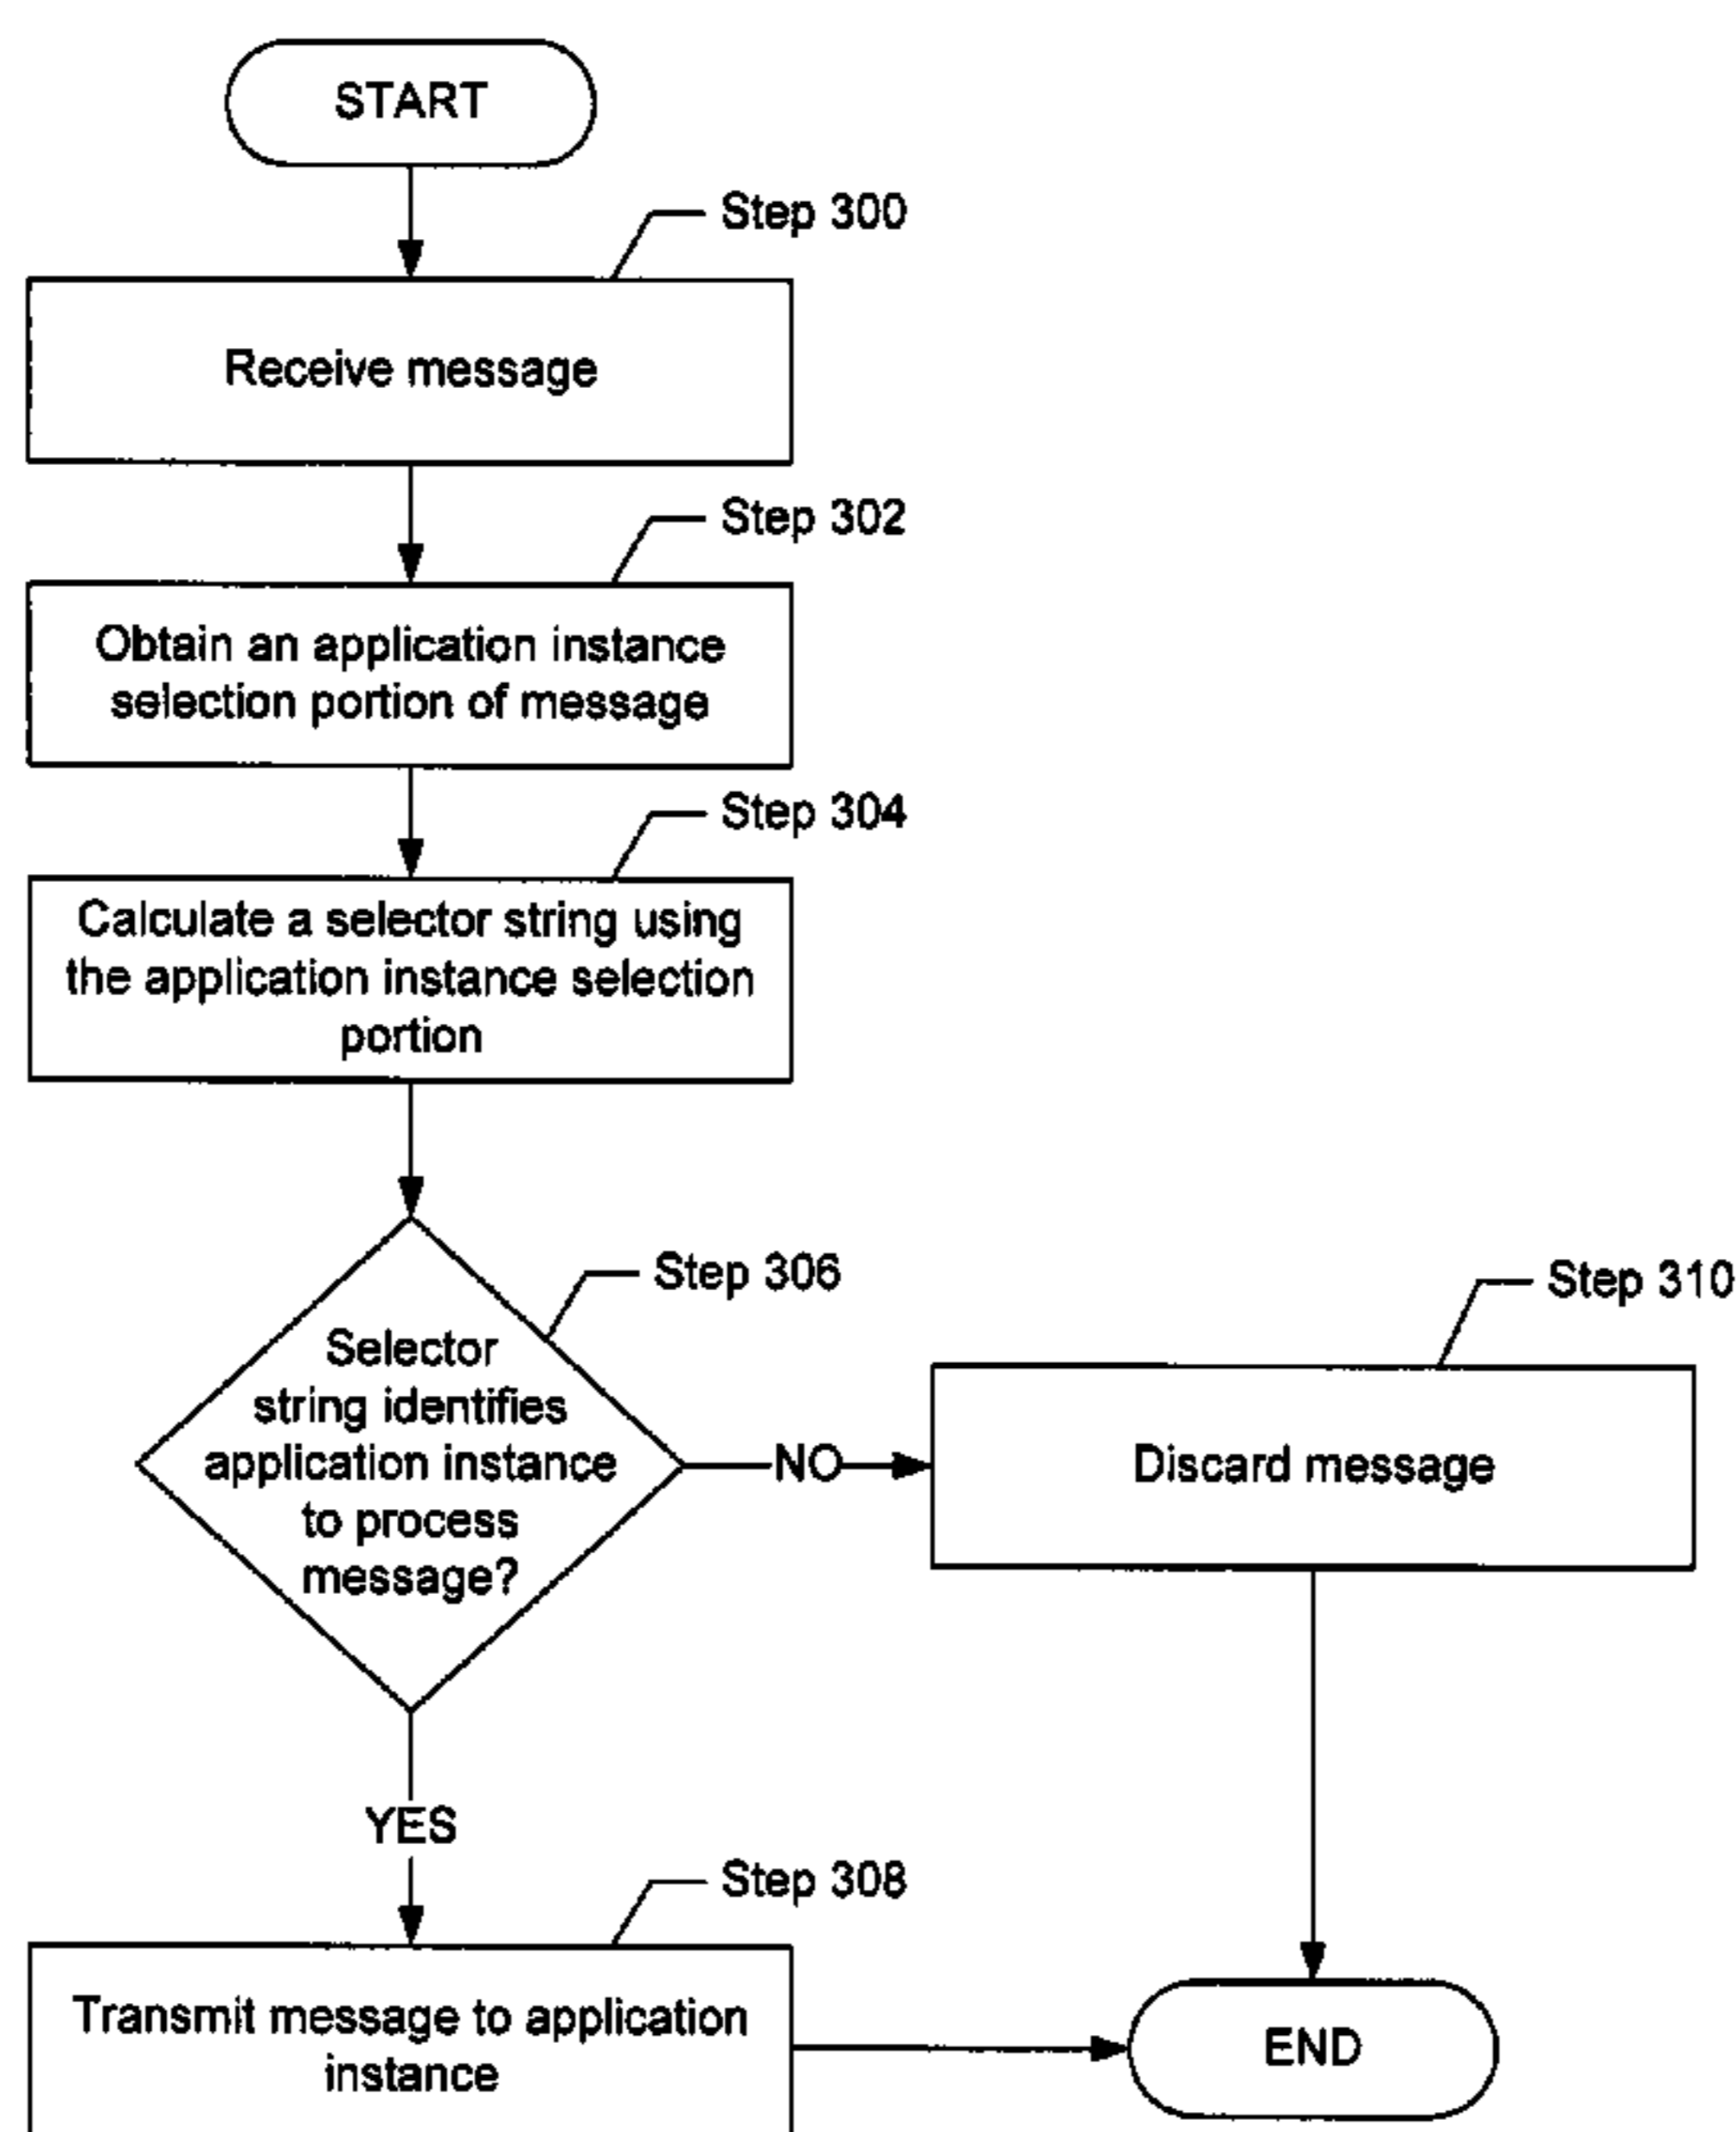 START
Step 300
Receive message
Step 302
Obtain an application instance
selection portion of message
Step 304
Calculate a selector string using
the application instance selection
portion
Step 306
Selector
string identifies
application instance
to process
message?
NO
Step 310
Discard message
YES
Step 308
Transmit message to application
instance
END